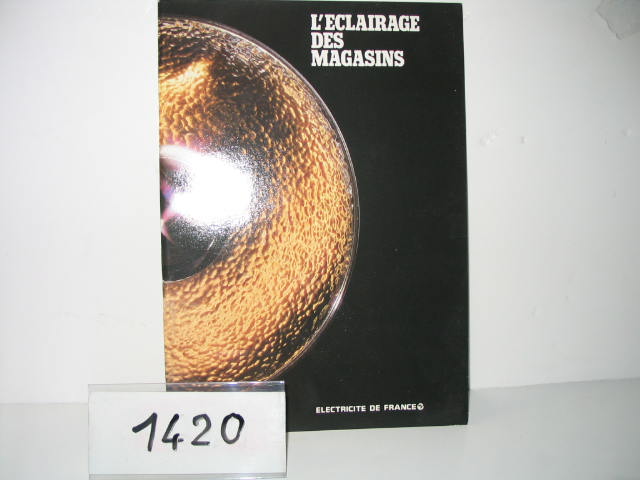 L'ECLAIRAGE
DES
MAGASINS
ELECTRICITE DE FRANCE
1420